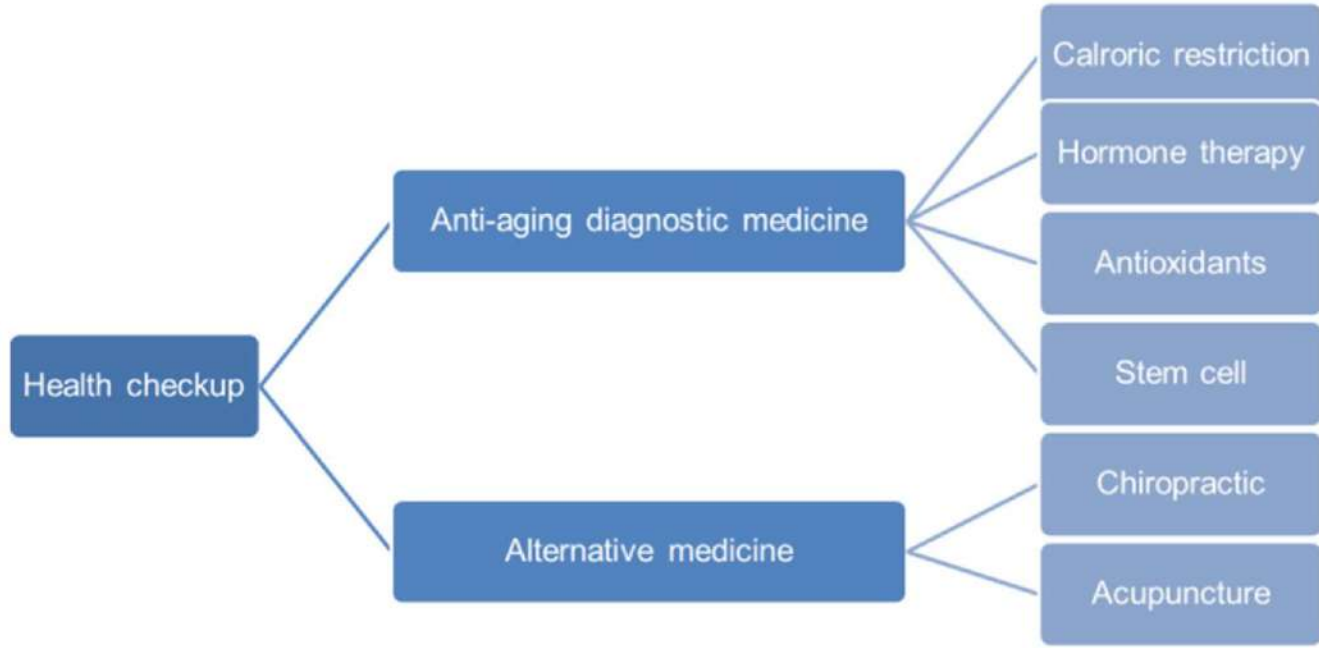 Calroric restriction
Hormone therapy
Anti-aging diagnostic medicine
Antioxidants
Health checkup
Stem cell
Chiropractic
Alternative medicine
Acupuncture